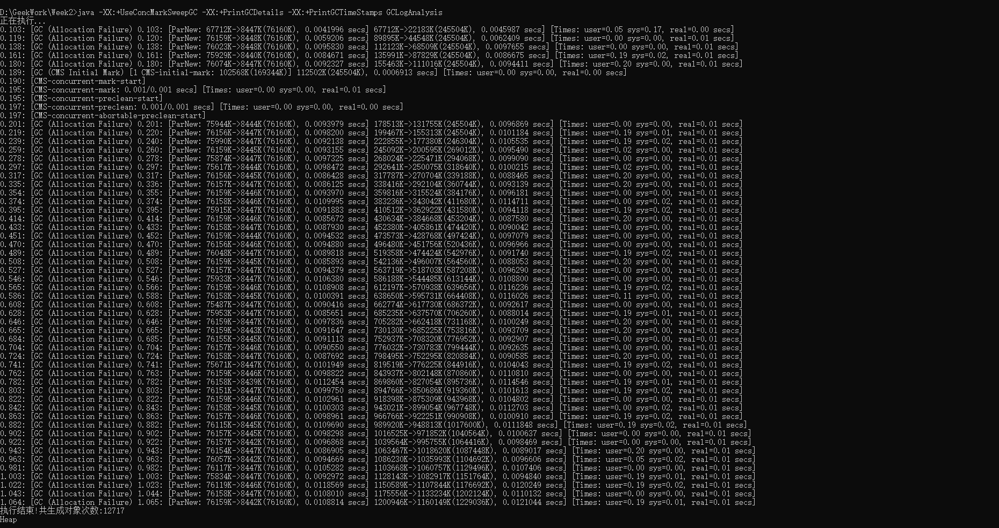 D:\GeekWork\Week2>java -XX:+UseConcMarkSweepGC -XX:+PrintGCDetails -XX:+PrintGCTimeStamps GCLogAnalysis
正在执行...
0.103: [GC (Allocation Failure) 0.103: [ParNew: 67712K->8447K(76160K), 0.0041996 secs] 67712K->22183K(245504K), 0.0045987 secs] [Times: user=0.05 sys=0.17, real=0.00 secs]
0.119: [GC (Allocation Failure) 0.120: [ParNew: 76159K->8448K(76160K), 0.0059206 secs] 89895K->44548K(245504K), 0.0062409 secs] [Times: user=0.00 sys=0.00, real=0.01 secs]
0.138: [GC (Allocation Failure) 0.138: [ParNew: 76023K->8448K(76160K), 0.0095830 secs] 112123K->68509K(245504K), 0.0097655 secs] [Times: user=0.00 sys=0.00, real=0.01 secs]
0.161: [GC (Allocation Failure) 0.161: [ParNew: 75929K->8440K(76160K), 0.0084671 secs] 135991K->87829K(245504K), 0.0086675 secs] [Times: user=0.19 sys=0.02, real=0.01 secs]
0.180: [GC (Allocation Failure) 0.180: [ParNew: 76074K->8447K(76160K), 0.0092327 secs] 155463K->111016K(245504K), 0.0094411 secs] [Times: user=0.20 sys=0.00, real=0.01 secs]
0.189: [GC (CMS Initial Mark) [1 CMS-initial-mark: 102568K(169344K)] 112502K(245504K), 0.0006913 secs] [Times: user=0.00 sys=0.00, real=0.00 secs]
0.190: [CMS-concurrent-mark-start]
0.195: [CMS-concurrent-mark: 0.001/0.001 secs] [Times: user=0.00 sys=0.00, real=0.01 secs]
0.195: [CMS-concurrent-preclean-start]
0.197: [CMS-concurrent-preclean: 0.001/0.001 secs] [Times: user=0.00 sys=0.00, real=0.00 secs]
0.197: [CMS-concurrent-abortable-preclean-start]
0.201: [GC (Allocation Failure) 0.201: [ParNew: 75944K->8444K(76160K), 0.0093979 secs] 178513K->131755K(245504K), 0.0096869 secs] [Times: user=0.00 sys=0.00, real=0.01 secs]
0.219: [GC (Allocation Failure) 0.220: [ParNew: 76156K->8447K(76160K), 0.0098200 secs] 199467K->155313K(245504K), 0.0101184 secs] [Times: user=0.19 sys=0.01, real=0.01 secs]
0.239: [GC (Allocation Failure) 0.240: [ParNew: 75990K->8447K(76160K), 0.0092138 secs] 222855K->177380K(246304K), 0.0105535 secs] [Times: user=0.19 sys=0.02, real=0.01 secs]
0.259: [GC (Allocation Failure) 0.260: [ParNew: 76159K->8445K(76160K), 0.0093155 secs] 245092K->200595K(269012K), 0.0095490 secs] [Times: user=0.02 sys=0.00, real=0.01 secs]
0.278: [GC (Allocation Failure) 0.278: [ParNew: 75874K->8447K(76160K), 0.0097325 secs] 268024K->225471K(294068K), 0.0099090 secs] [Times: user=0.00 sys=0.00, real=0.01 secs]
0.297: [GC (Allocation Failure) 0.297: [ParNew: 75617K->8444K(76160K), 0.0098472 secs] 292641K->250075K(318640K), 0.0100215 secs] [Times: user=0.02 sys=0.00, real=0.01 secs]
0.317: [GC (Allocation Failure) 0.317: [ParNew: 76156K->8445K(76160K), 0.0086428 secs] 317787K->270704K(339188K), 0.0088465 secs] [Times: user=0.20 sys=0.00, real=0.01 secs]
0.335: [GC (Allocation Failure) 0.336: [ParNew: 76157K->8447K(76160K), 0.0086125 secs] 338416K->292104K(360744K), 0.0093139 secs] [Times: user=0.20 sys=0.00, real=0.01 secs]
0.354: [GC (Allocation Failure) 0.355: [ParNew: 76159K->8446K(76160K), 0.0093970 secs] 359816K->315524K(384176K), 0.0096181 secs] [Times: user=0.00 sys=0.00, real=0.01 secs]
0.374: [GC (Allocation Failure) 0.374: [ParNew: 76158K->8446K(76160K), 0.0109995 secs] 383236K->343042K(411680K), 0.0114711 secs] [Times: user=0.00 sys=0.02, real=0.01 secs]
0.395: [GC (Allocation Failure) 0.395: [ParNew: 75915K->8447K(76160K), 0.0091883 secs] 410512K->362922K(431580K), 0.0094118 secs] [Times: user=0.19 sys=0.02, real=0.01 secs]
0.414: [GC (Allocation Failure) 0.414: [ParNew: 76159K->8446K(76160K), 0.0085672 secs] 430634K->384668K(453204K), 0.0087580 secs] [Times: user=0.20 sys=0.00, real=0.01 secs]
0.433: [GC (Allocation Failure) 0.433: [ParNew: 76158K->8447K(76160K), 0.0087930 secs] 452380K->405861K(474420K), 0.0090042 secs] [Times: user=0.00 sys=0.00, real=0.01 secs]
0.451: [GC (Allocation Failure) 0.452: [ParNew: 76159K->8444K(76160K), 0.0094532 secs] 473573K->428768K(497424K), 0.0097079 secs] [Times: user=0.00 sys=0.00, real=0.01 secs]
0.470: [GC (Allocation Failure) 0.470: [ParNew: 76156K->8446K(76160K), 0.0094880 secs] 496480K->451756K(520436K), 0.0096966 secs] [Times: user=0.00 sys=0.00, real=0.01 secs]
0.489: [GC (Allocation Failure) 0.489: [ParNew: 76048K->8447K(76160K), 0.0089818 secs] 519358K->474424K(542976K), 0.0091740 secs] [Times: user=0.19 sys=0.02, real=0.01 secs]
0.508: [GC (Allocation Failure) 0.508: [ParNew: 76159K->8445K(76160K), 0.0085893 secs] 542136K->496007K(564560K), 0.0088053 secs] [Times: user=0.20 sys=0.00, real=0.01 secs]
0.527: [GC (Allocation Failure) 0.527: [ParNew: 76157K->8447K(76160K), 0.0094379 secs] 563719K->518703K(587208K), 0.0096290 secs] [Times: user=0.00 sys=0.00, real=0.01 secs]
0.546: [GC (Allocation Failure) 0.546: [ParNew: 75933K->8447K(76160K), 0.0106380 secs] 586188K->544485K(613144K), 0.0108800 secs] [Times: user=0.00 sys=0.00, real=0.01 secs]
0.565: [GC (Allocation Failure) 0.566: [ParNew: 76159K->8446K(76160K), 0.0108908 secs] 612197K->570938K(639656K), 0.0116236 secs] [Times: user=0.19 sys=0.02, real=0.01 secs]
0.586: [GC (Allocation Failure) 0.588: [ParNew: 76158K->8445K(76160K), 0.0100391 secs] 638650K->595731K(664408K), 0.0116026 secs] [Times: user=0.11 sys=0.00, real=0.01 secs]
0.608: [GC (Allocation Failure) 0.608: [ParNew: 75487K->8447K(76160K), 0.0090416 secs] 662774K->617730K(686372K), 0.0092617 secs] [Times: user=0.00 sys=0.00, real=0.01 secs]
0.628: [GC (Allocation Failure) 0.628: [ParNew: 75953K->8447K(76160K), 0.0085651 secs] 685235K->637570K(706260K), 0.0088014 secs] [Times: user=0.19 sys=0.01, real=0.01 secs]
0.646: [GC (Allocation Failure) 0.646: [ParNew: 76159K->8447K(76160K), 0.0097836 secs] 705282K->662418K(731168K), 0.0100249 secs] [Times: user=0.20 sys=0.00, real=0.01 secs]
0.665: [GC (Allocation Failure) 0.665: [ParNew: 76159K->8443K(76160K), 0.0091647 secs] 730130K->685225K(753816K), 0.0093709 secs] [Times: user=0.20 sys=0.00, real=0.01 secs]
0.684: [GC (Allocation Failure) 0.685: [ParNew: 76155K->8445K(76160K), 0.0091113 secs] 752937K->708320K(776952K), 0.0092907 secs] [Times: user=0.00 sys=0.00, real=0.01 secs]
0.704: [GC (Allocation Failure) 0.704: [ParNew: 76157K->8446K(76160K), 0.0090550 secs] 776032K->730783K(799444K), 0.0092635 secs] [Times: user=0.00 sys=0.00, real=0.01 secs]
0.724: [GC (Allocation Failure) 0.724: [ParNew: 76158K->8447K(76160K), 0.0087692 secs] 798495K->752295K(820884K), 0.0090585 secs] [Times: user=0.20 sys=0.00, real=0.01 secs]
0.741: [GC (Allocation Failure) 0.741: [ParNew: 75671K->8447K(76160K), 0.0101949 secs] 819519K->776225K(844916K), 0.0104043 secs] [Times: user=0.19 sys=0.02, real=0.01 secs]
0.762: [GC (Allocation Failure) 0.763: [ParNew: 76159K->8446K(76160K), 0.0098822 secs] 843937K->802148K(870860K), 0.0110810 secs] [Times: user=0.00 sys=0.00, real=0.01 secs]
0.782: [GC (Allocation Failure) 0.782: [ParNew: 76158K->8439K(76160K), 0.0112454 secs] 869860K->827054K(895736K), 0.0114546 secs] [Times: user=0.19 sys=0.01, real=0.01 secs]
0.803: [GC (Allocation Failure) 0.803: [ParNew: 76151K->8447K(76160K), 0.0099750 secs] 894766K->850686K(919360K), 0.0101613 secs] [Times: user=0.19 sys=0.02, real=0.01 secs]
0.822: [GC (Allocation Failure) 0.822: [ParNew: 76159K->8446K(76160K), 0.0102961 secs] 918398K->875309K(943968K), 0.0104802 secs] [Times: user=0.00 sys=0.00, real=0.01 secs]
0.842: [GC (Allocation Failure) 0.843: [ParNew: 76158K->8445K(76160K), 0.0100303 secs] 943021K->899054K(967748K), 0.0112703 secs] [Times: user=0.00 sys=0.02, real=0.01 secs]
0.863: [GC (Allocation Failure) 0.863: [ParNew: 76157K->8446K(76160K), 0.0098961 secs] 966766K->922251K(990908K), 0.0100910 secs] [Times: user=0.19 sys=0.02, real=0.01 secs]
0.882: [GC (Allocation Failure) 0.882: [ParNew: 76115K->8445K(76160K), 0.0109690 secs] 989920K->948813K(1017600K), 0.0111848 secs] [Times: user=0.19 sys=0.02, real=0.01 secs]
0.902: [GC (Allocation Failure) 0.902: [ParNew: 76157K->8445K(76160K), 0.0098298 secs] 1016525K->971852K(1040564K), 0.0100637 secs] [Times: user=0.00 sys=0.00, real=0.01 secs]
0.922: [GC (Allocation Failure) 0.922: [ParNew: 76157K->8442K(76160K), 0.0096868 secs] 1039564K->995755K(1064416K), 0.0098469 secs] [Times: user=0.00 sys=0.00, real=0.01 secs]
0.943: [GC (Allocation Failure) 0.943: [ParNew: 76154K->8447K(76160K), 0.0086905 secs] 1063467K->1018620K(1087448K), 0.0089017 secs] [Times: user=0.20 sys=0.00, real=0.01 secs]
0.963: [GC (Allocation Failure) 0.963: [ParNew: 76057K->8442K(76160K), 0.0094669 secs] 1086230K->1035993K(1104692K), 0.0096606 secs] [Times: user=0.05 sys=0.02, real=0.01 secs]
0.981: [GC (Allocation Failure) 0.982: [ParNew: 76117K->8447K(76160K), 0.0105282 secs] 1103668K->1060757K(1129496K), 0.0107406 secs] [Times: user=0.00 sys=0.00, real=0.01 secs]
1.003: [GC (Allocation Failure) 1.003: [ParNew: 75834K->8447K(76160K), 0.0092972 secs] 1128143K->1082917K(1151764K), 0.0094840 secs] [Times: user=0.19 sys=0.01, real=0.01 secs]
1.022: [GC (Allocation Failure) 1.023: [ParNew: 76119K->8446K(76160K), 0.0118569 secs] 1150589K->1107844K(1176692K), 0.0120249 secs] [Times: user=0.19 sys=0.02, real=0.01 secs]
1.043: [GC (Allocation Failure) 1.044: [ParNew: 76158K->8447K(76160K), 0.0108010 secs] 1175556K->1133234K(1202124K), 0.0110132 secs] [Times: user=0.00 sys=0.00, real=0.01 secs]
1.064: [GC (Allocation Failure) 1.065: [ParNew: 76159K->8442K(76160K), 0.0108814 secs] 1200946K->1160149K(1229036K), 0.0121044 secs] [Times: user=0.19 sys=0.01, real=0.01 secs]
执行结束!共生成对象次数:12717
Heap